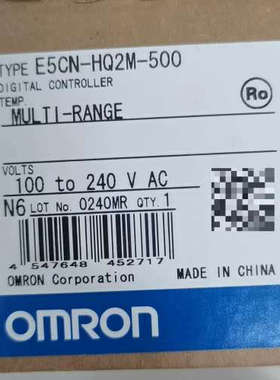 TYPE E5CN-HQ2M-500
DIGITAL CONTROLLER
TEMP.
MULTI-RANGE
Ro
VOLTS
100 to 240 V AC
N6 LOT No. 0240MR QTY. 1
4 547648 452717
OMRON Corporation
MADE IN CHINA
OMRON